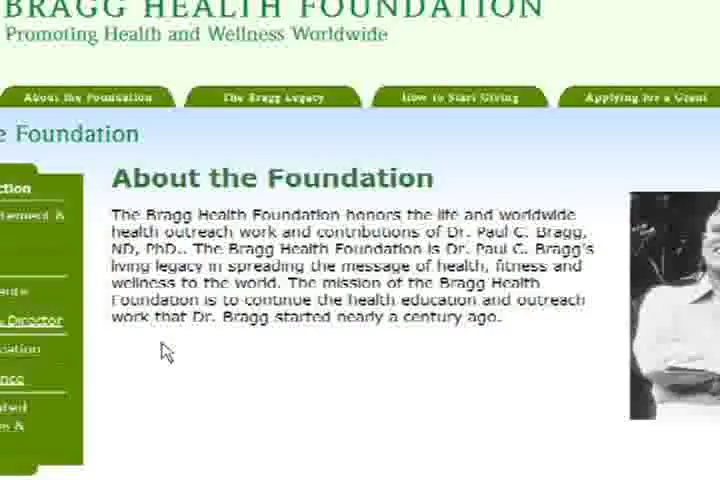 BRAGG HEALTH FOUNDATION
Promoting Health and Wellness Worldwide
About the Foundation
The Bragg Legacy
How to Start Giving
Applying for a Grant
e Foundation
About the Foundation
The Bragg Health Foundation honors the life and worldwide
health outreach work and contributions of Dr. Paul C. Bragg,
ND, PhD.. The Bragg Health Foundation is Dr. Paul C. Bragg's
living legacy in spreading the message of health, fitness and
wellness to the world. The mission of the Bragg Health
Foundation is to continue the health education and outreach
work that Dr. Bragg started nearly a century ago.
ction
&
Director
cation
nce
&